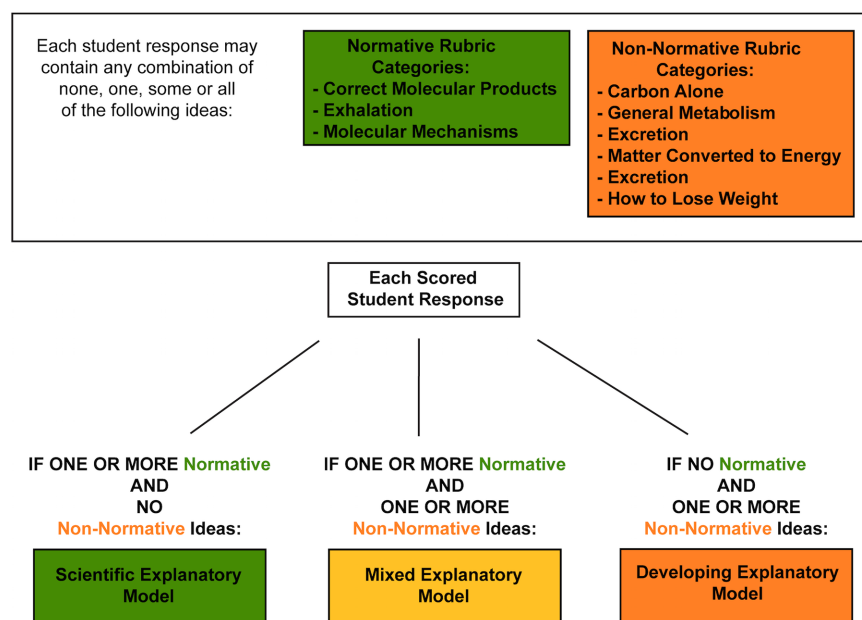 Each student response may
contain any combination of
none, one, some or all
of the following ideas:
Normative Rubric
Categories:
- Correct Molecular Products
- Exhalation
- Molecular Mechanisms
Non-Normative Rubric
Categories:
- Carbon Alone
- General Metabolism
- Excretion
- Matter Converted to Energy
- Excretion
- How to Lose Weight
Each Scored
Student Response
IF ONE OR MORE Normative
AND
NO
Non-Normative Ideas:
Scientific Explanatory
Model
IF ONE OR MORE Normative
AND
ONE OR MORE
Non-Normative Ideas:
Mixed Explanatory
Model
IF NO Normative
AND
ONE OR MORE
Non-Normative Ideas:
Developing Explanatory
Model